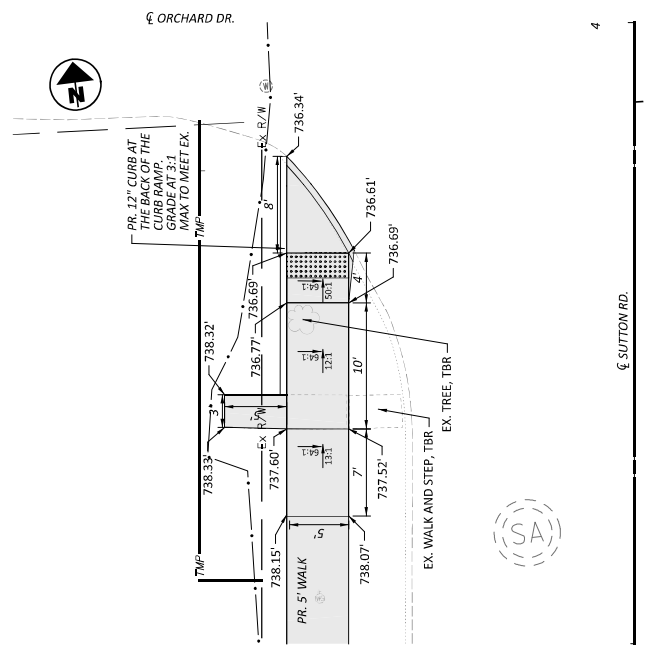 ℄ ORCHARD DR.
4
N
W
Ex R/W
736.34'
PR. 12" CURB AT
THE BACK OF THE
CURB RAMP.
GRADE AT 3:1
MAX TO MEET EX.
TMP
8'
736.61'
736.69'
736.69'
4'
64:1
50:1
738.32'
736.77'
64:1
12:1
10'
℄ SUTTON RD.
EX. TREE, TBR
3'
5'
Ex R/W
738.33'
737.60'
64:1
13:1
7'
737.52'
EX. WALK AND STEP, TBR
5'
SA
TMP
738.15'
738.07'
PR. 5' WALK